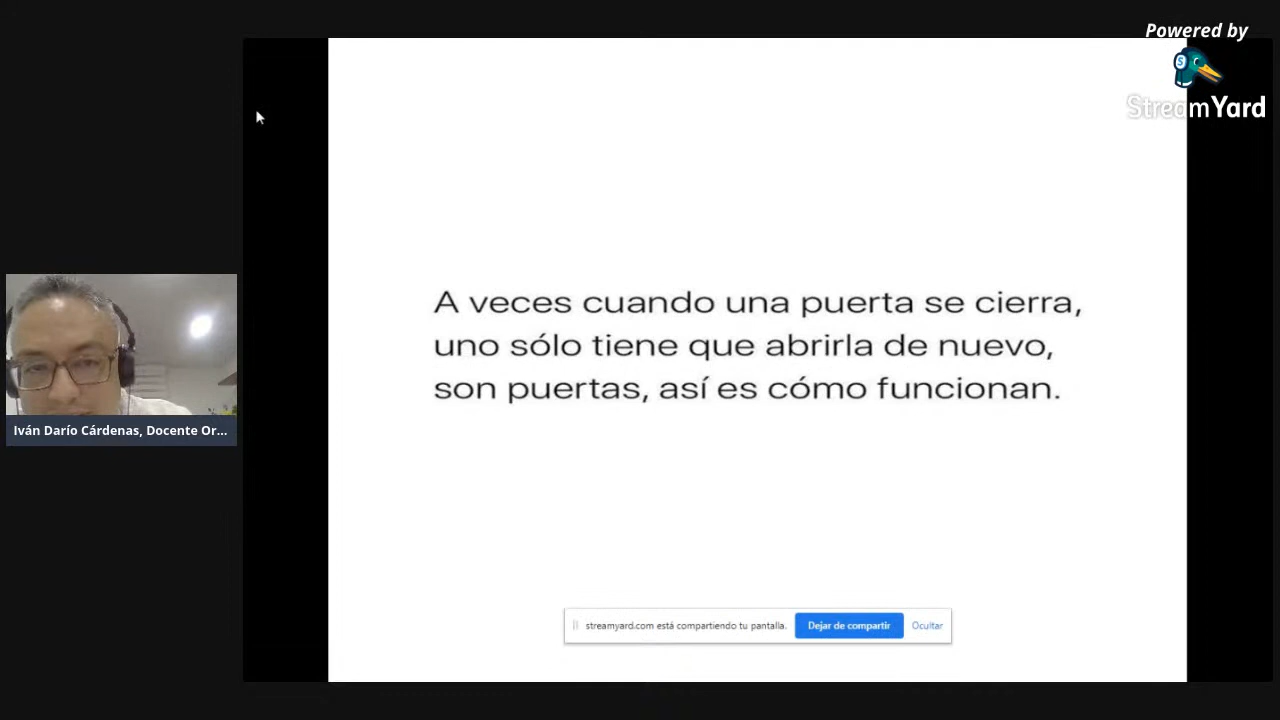 Powered by
StreamYard
A veces cuando una puerta se cierra,
uno sólo tiene que abrirla de nuevo,
son puertas, así es cómo funcionan.
Iván Darío Cárdenas, Docente Or...
streamyard.com está compartiendo tu pantalla.
Dejar de compartir
Ocultar